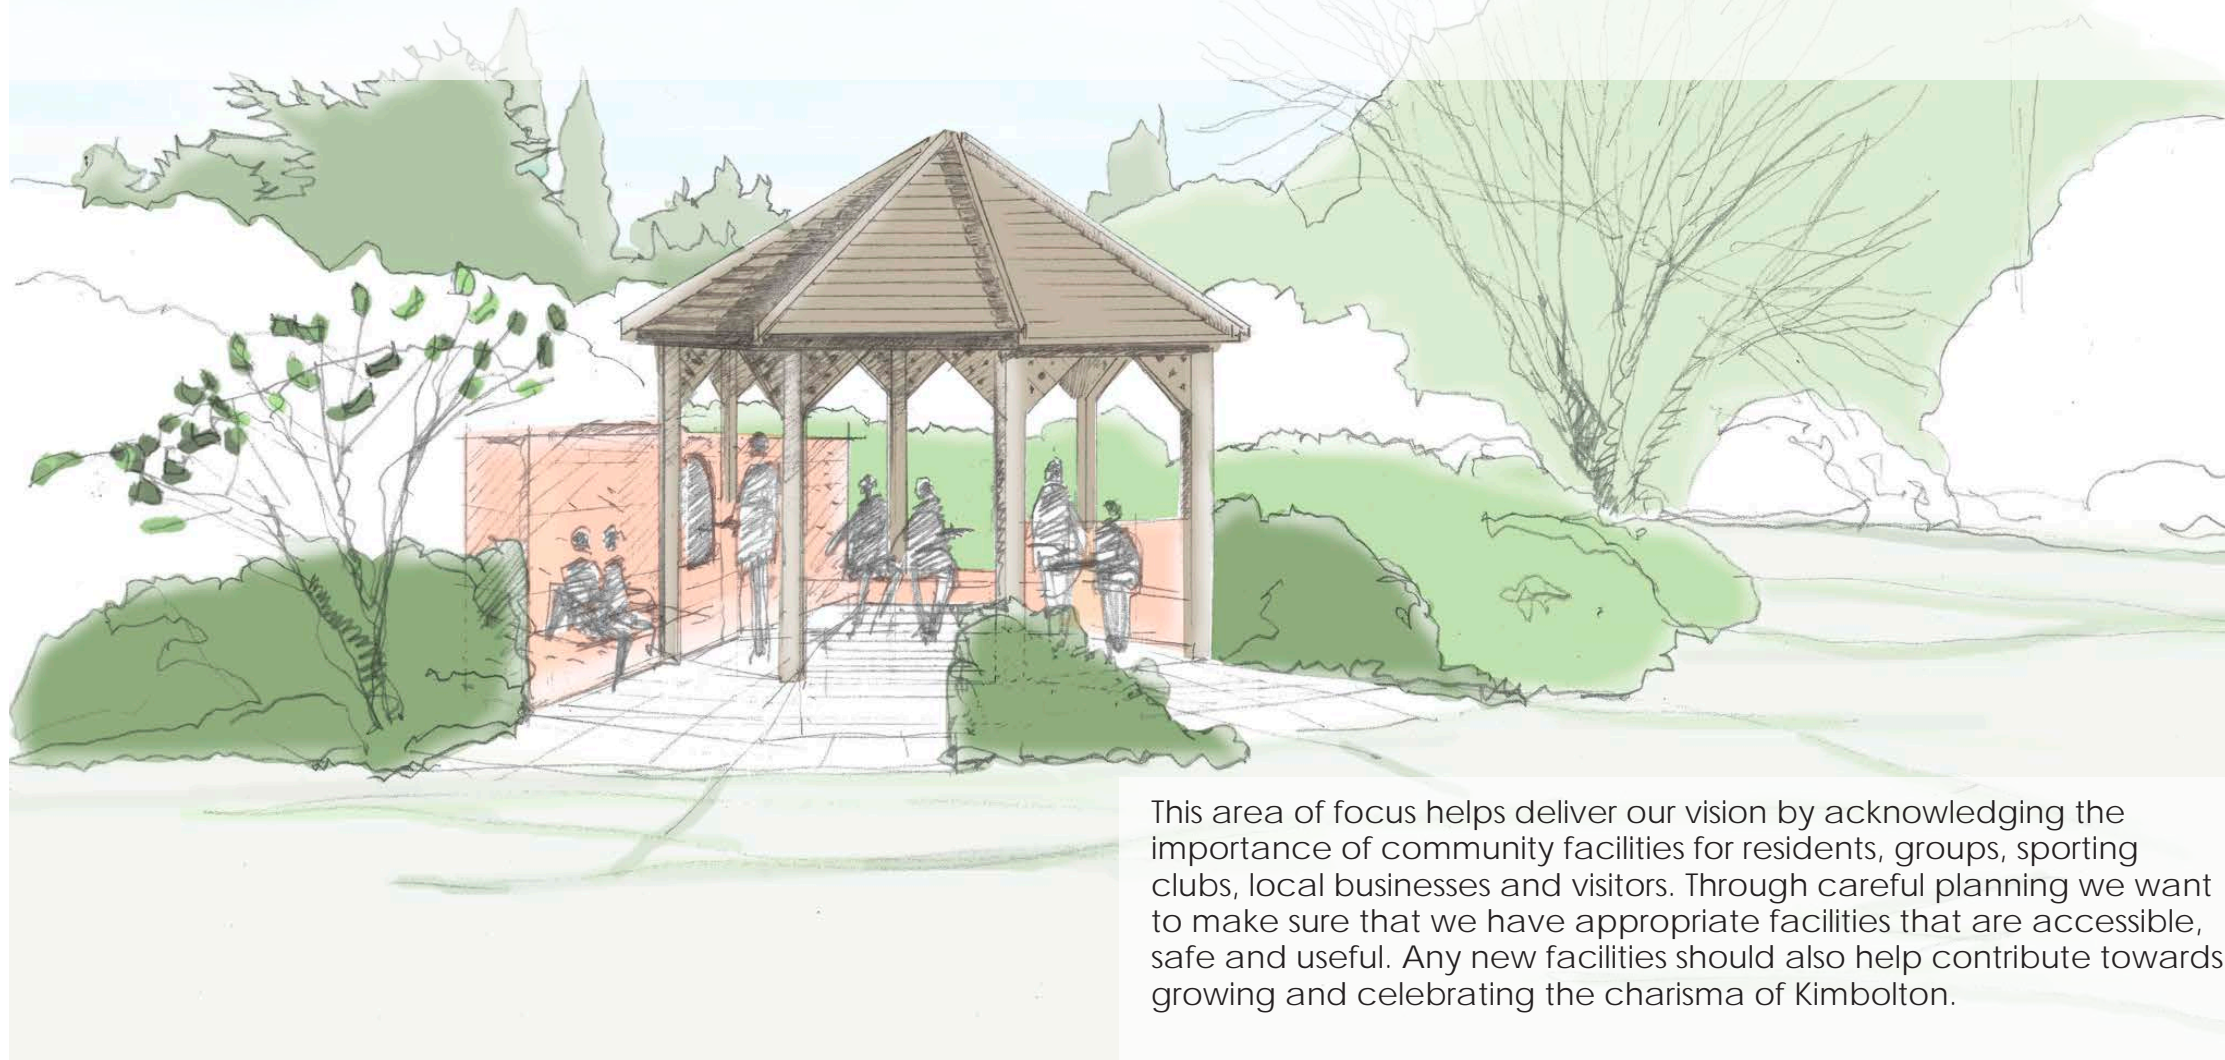 This area of focus helps deliver our vision by acknowledging the
importance of community facilities for residents, groups, sporting
clubs, local businesses and visitors. Through careful planning we want
to make sure that we have appropriate facilities that are accessible,
safe and useful. Any new facilities should also help contribute towards
growing and celebrating the charisma of Kimbolton.